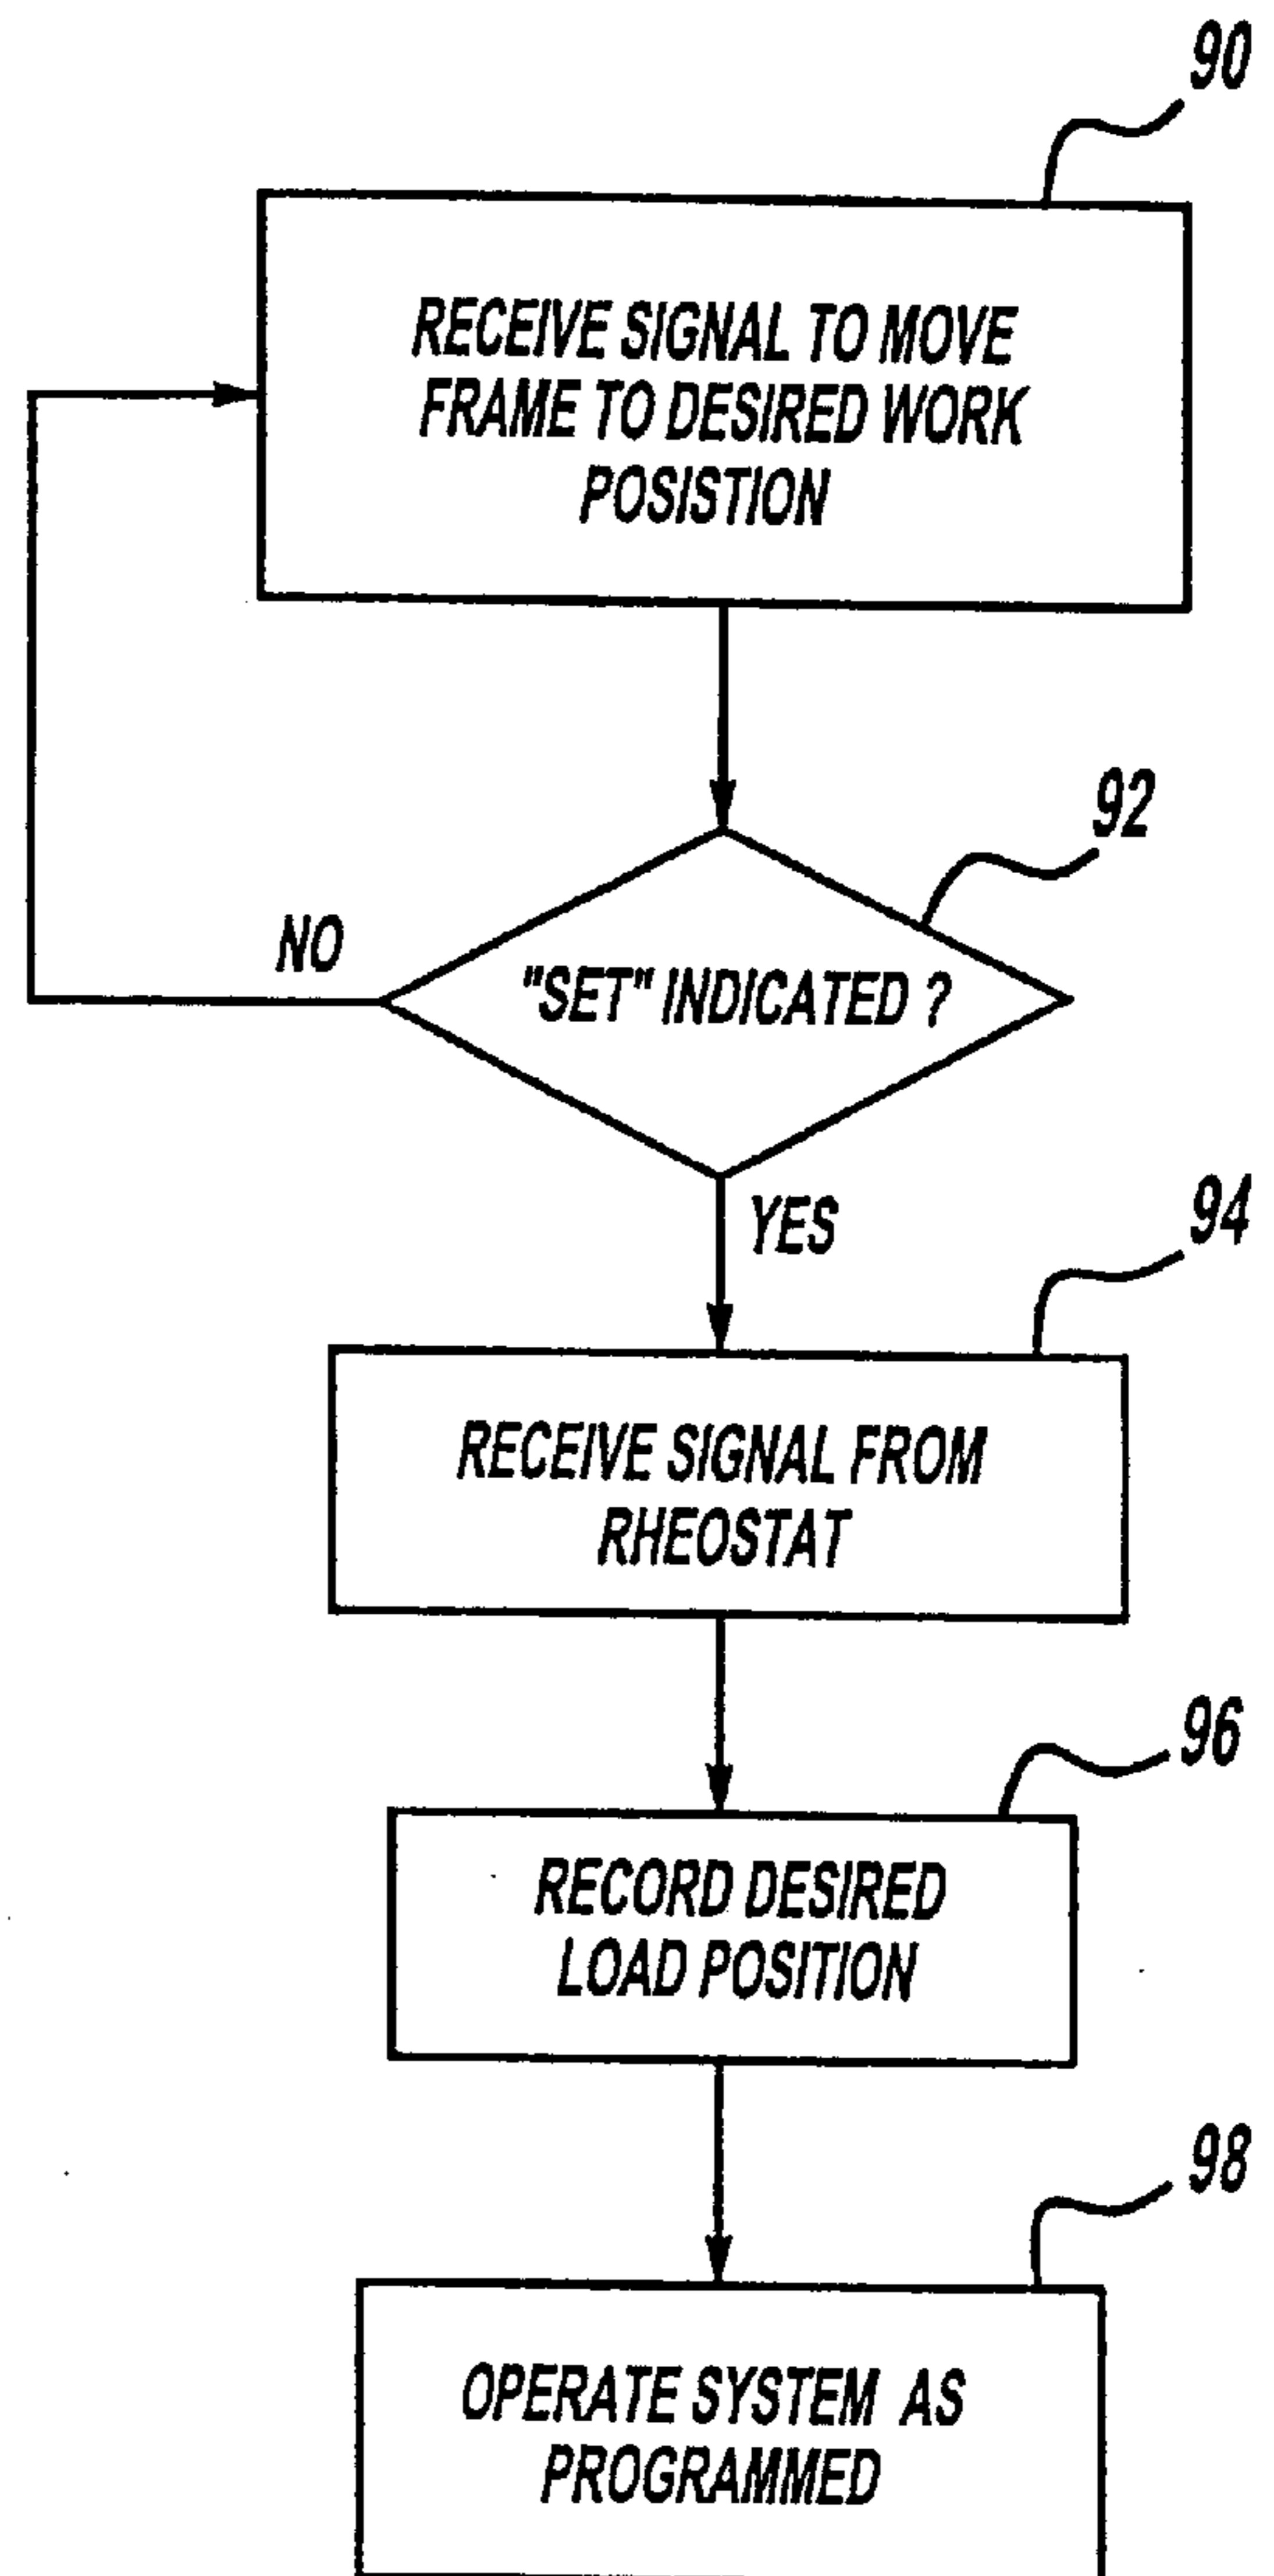 90
RECEIVE SIGNAL TO MOVE
FRAME TO DESIRED WORK
POSISTION
92
NO
"SET" INDICATED ?
YES
94
RECEIVE SIGNAL FROM
RHEOSTAT
96
RECORD DESIRED
LOAD POSITION
98
OPERATE SYSTEM AS
PROGRAMMED